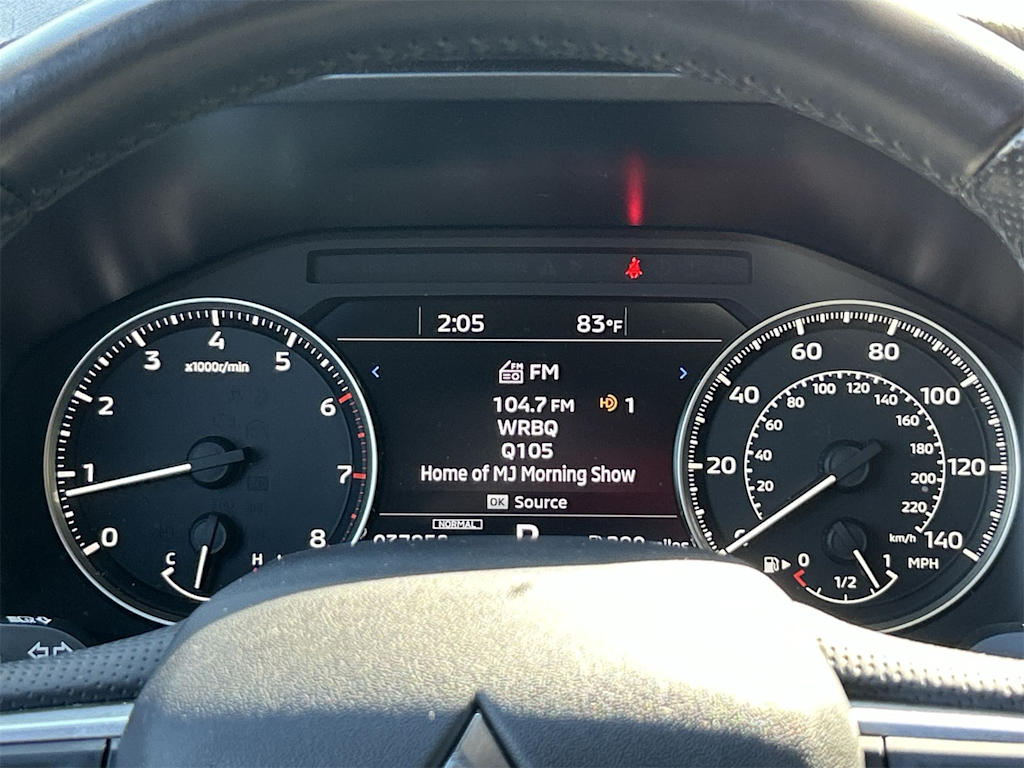 2:05 83°F
FM
104.7 FM HD 1
WRBQ
Q105
Home of MJ Morning Show
OK Source
NORMAL
x1000r/min
0 1 2 3 4 5 6 7 8
C H
20 40 60 80 100 120 140
MPH
20 40 60 80 100 120 140 160 180 200 220
km/h
0 1/2 1